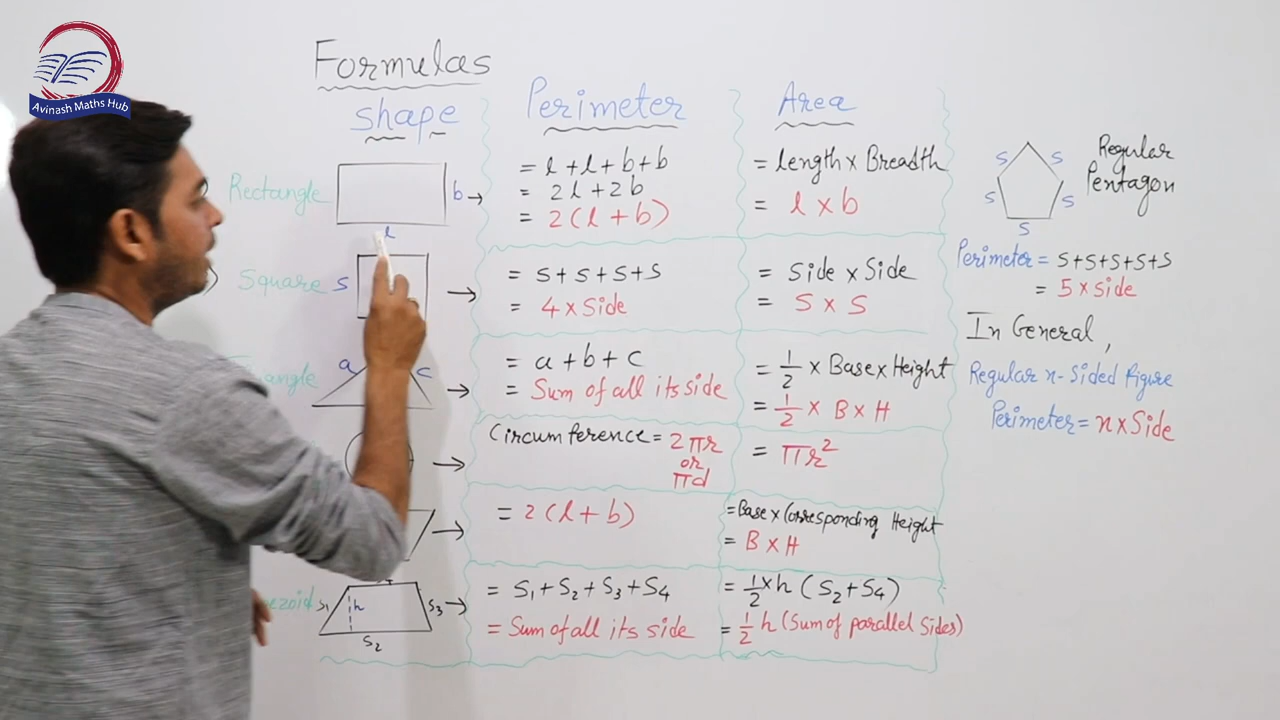 Avinash Maths Hub
Formulas
Shape Perimeter Area
Rectangle b → = l + l + b + b = length × Breadth
= 2l + 2b
l = 2(l + b) = l × b
Square s → = s + s + s + s = Side × Side
= 4 × Side = S × S
a c → = a + b + c = 1/2 × Base × Height
= Sum of all its side = 1/2 × B × H
→ Circumference = 2πr = πr²
or
πd
→ = 2(l + b) = Base × Corresponding Height
= B × H
S1 h S3 → = S1 + S2 + S3 + S4 = 1/2 × h (S2 + S4)
S2 = Sum of all its side = 1/2 h (Sum of parallel Sides)
S S Regular
S S Pentagon
S
Perimeter = S+S+S+S+S
= 5 × side
In General,
Regular n-Sided figure
Perimeter = n × Side